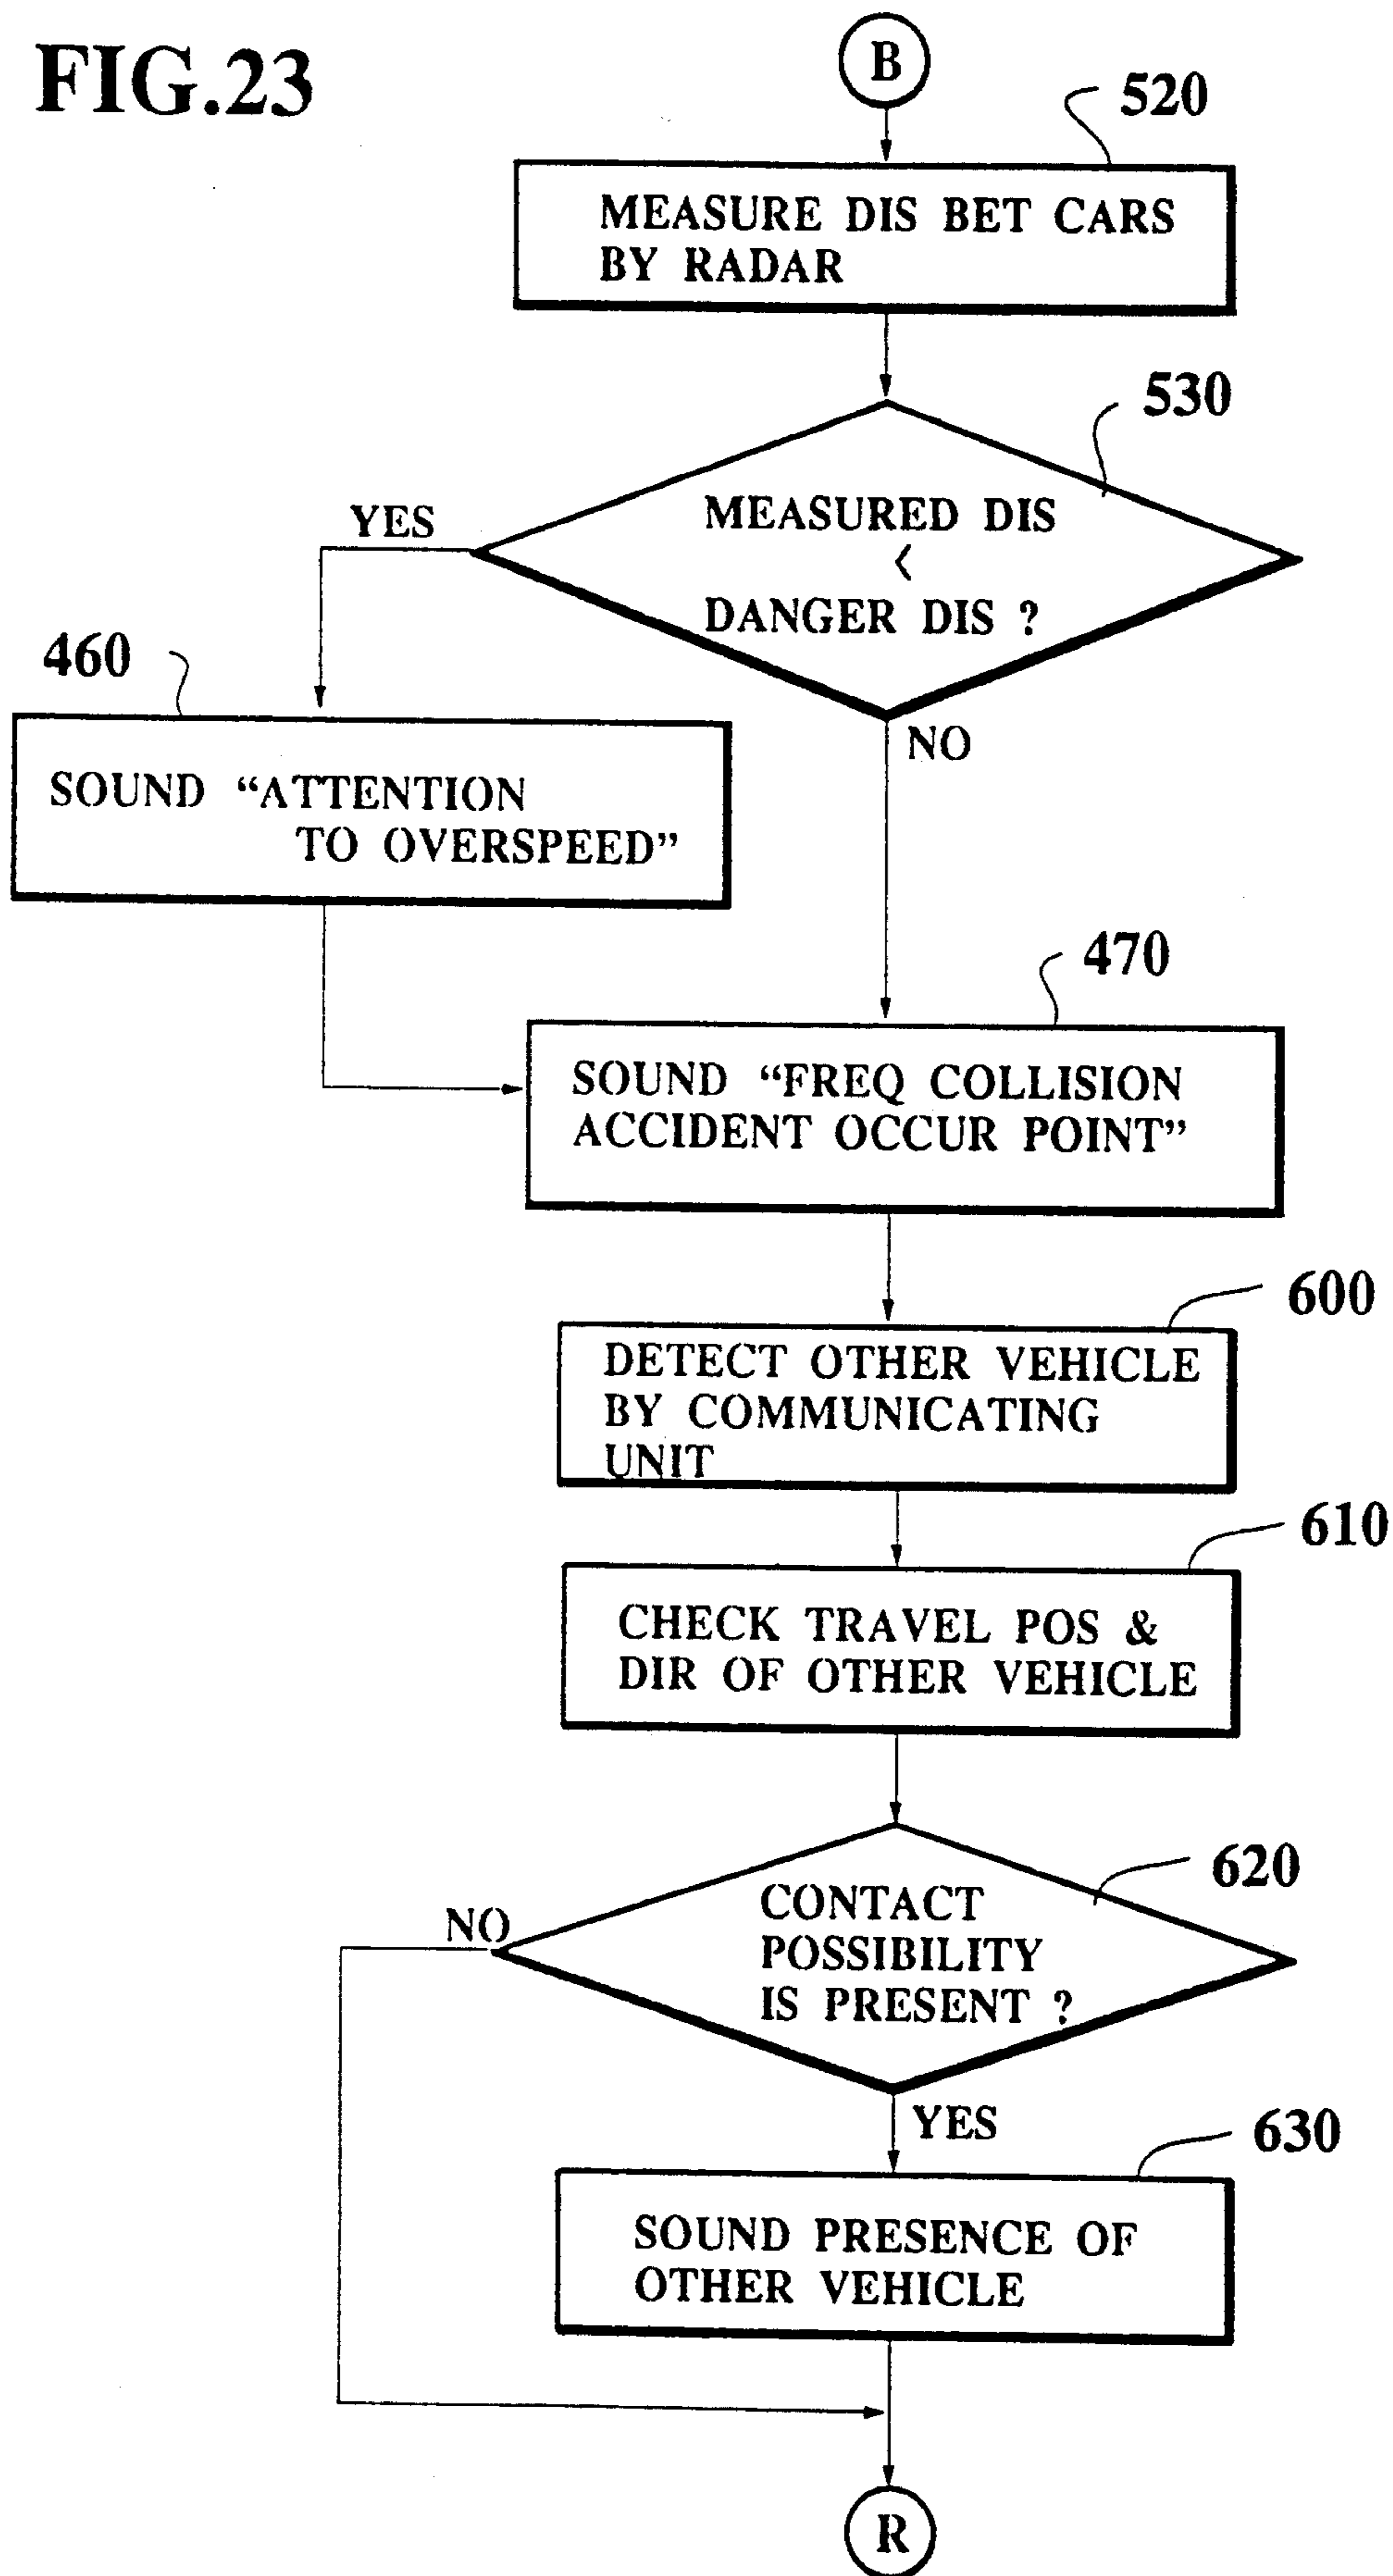 FIG.23
B
520
MEASURE DIS BET CARS
BY RADAR
530
MEASURED DIS
<
DANGER DIS ?
YES
NO
460
SOUND “ATTENTION
TO OVERSPEED”
470
SOUND “FREQ COLLISION
ACCIDENT OCCUR POINT”
600
DETECT OTHER VEHICLE
BY COMMUNICATING
UNIT
610
CHECK TRAVEL POS &
DIR OF OTHER VEHICLE
620
CONTACT
POSSIBILITY
IS PRESENT ?
NO
YES
630
SOUND PRESENCE OF
OTHER VEHICLE
R